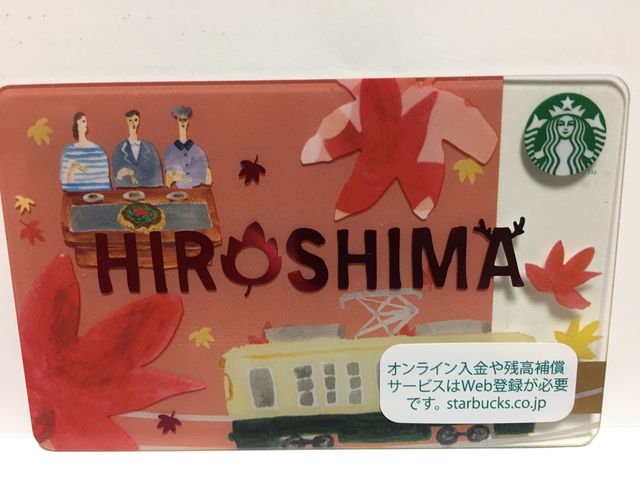 HIROSHIMA
オンライン入金や残高補償
サービスはWeb登録が必要
です。starbucks.co.jp